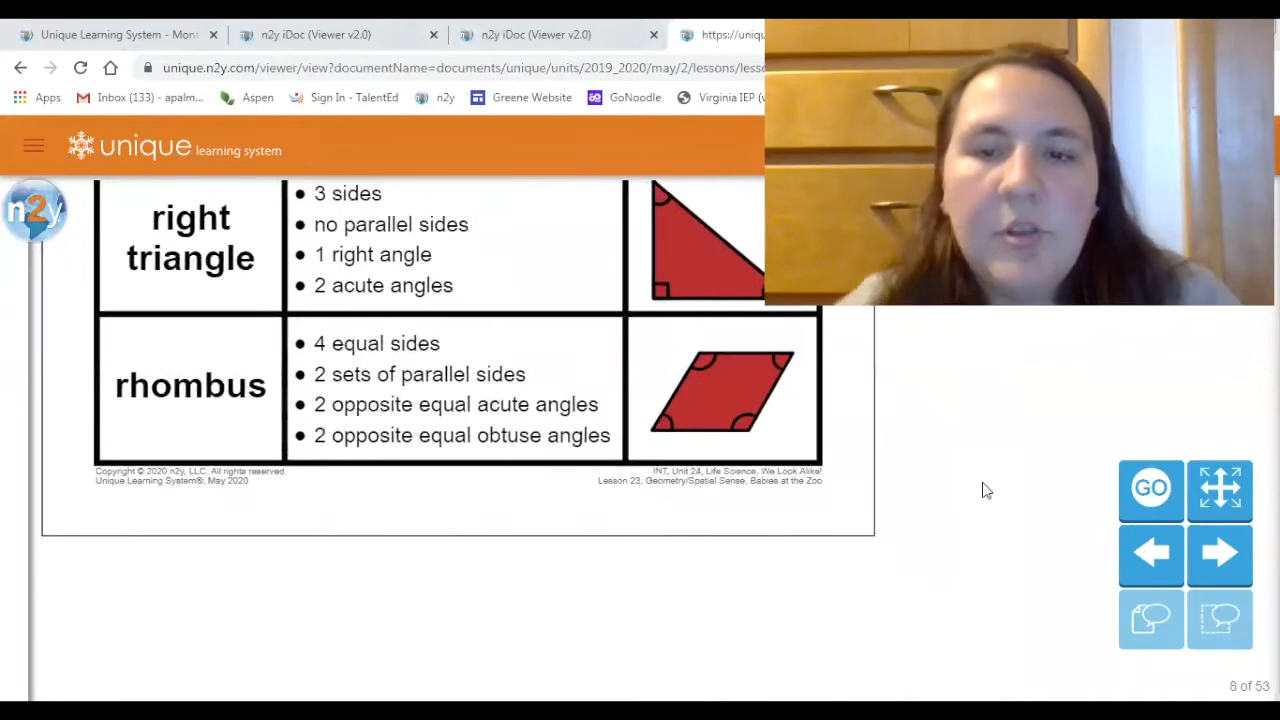 Unique Learning System - Mon
n2y iDoc (Viewer v2.0)
n2y iDoc (Viewer v2.0)
https://uniqu
unique.n2y.com/viewer/view?documentName=documents/unique/units/2019_2020/may/2/lessons/lesso
Apps
Inbox (133) - apalm...
Aspen
Sign In - TalentEd
n2y
Greene Website
GoNoodle
Virginia IEP (v
unique learning system
n2y
right
triangle
• 3 sides
• no parallel sides
• 1 right angle
• 2 acute angles
rhombus
• 4 equal sides
• 2 sets of parallel sides
• 2 opposite equal acute angles
• 2 opposite equal obtuse angles
Copyright © 2020 n2y, LLC. All rights reserved.
Unique Learning System®, May 2020
INT, Unit 24, Life Science, We Look Alike!
Lesson 23, Geometry/Spatial Sense, Babies at the Zoo
GO
8 of 53